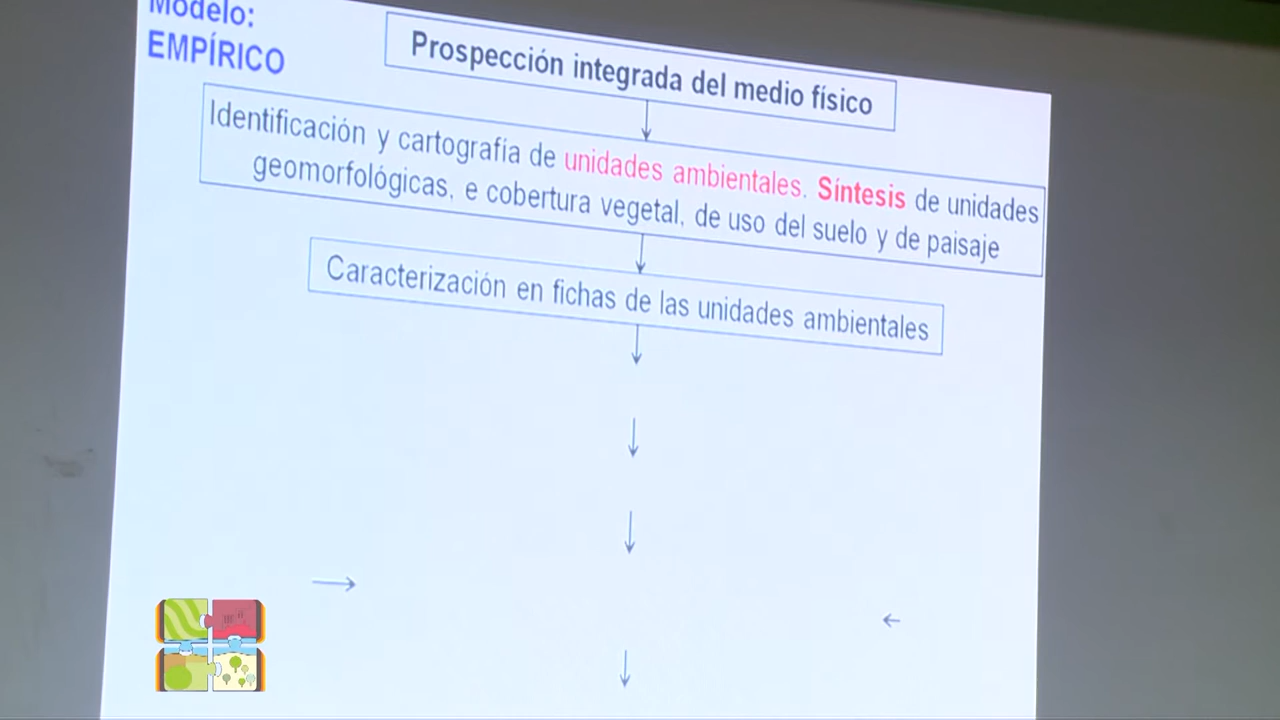 Modelo:
EMPÍRICO
Prospección integrada del medio físico
Identificación y cartografia de unidades ambientales. Síntesis de unidades
geomorfológicas, e cobertura vegetal, de uso del suelo y de paisaje
Caracterización en fichas de las unidades ambientales